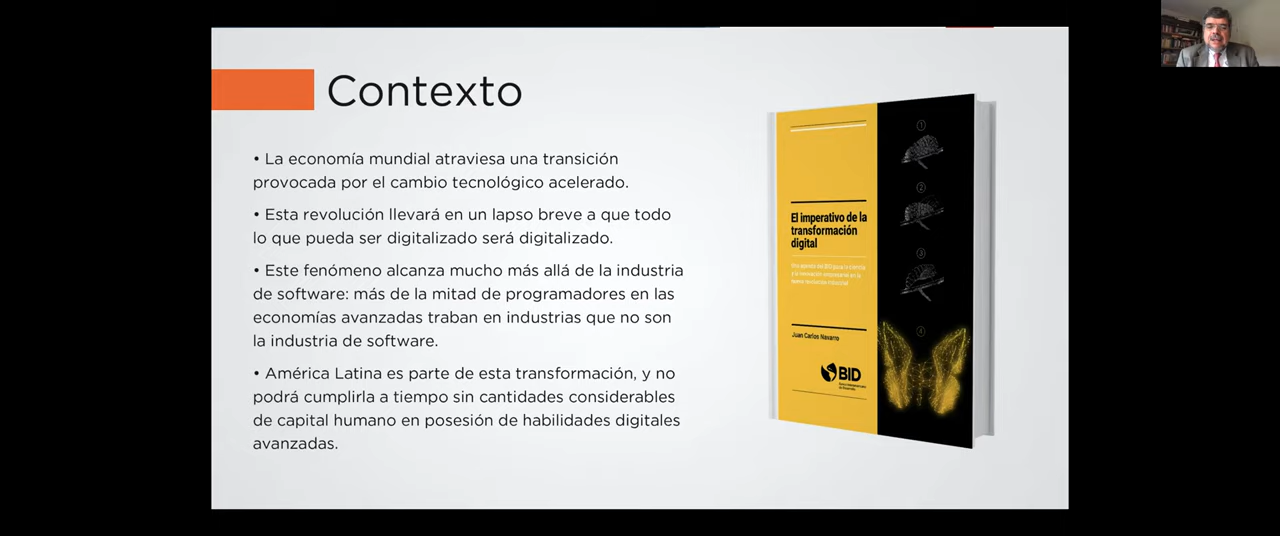 Contexto
• La economía mundial atraviesa una transición
provocada por el cambio tecnológico acelerado.
• Esta revolución llevará en un lapso breve a que todo
lo que pueda ser digitalizado será digitalizado.
• Este fenómeno alcanza mucho más allá de la industria
de software: más de la mitad de programadores en las
economías avanzadas traban en industrias que no son
la industria de software.
• América Latina es parte de esta transformación, y no
podrá cumplirla a tiempo sin cantidades considerables
de capital humano en posesión de habilidades digitales
avanzadas.
El imperativo de la
transformación
digital
Juan Carlos Navarro
BID
1
2
3
4